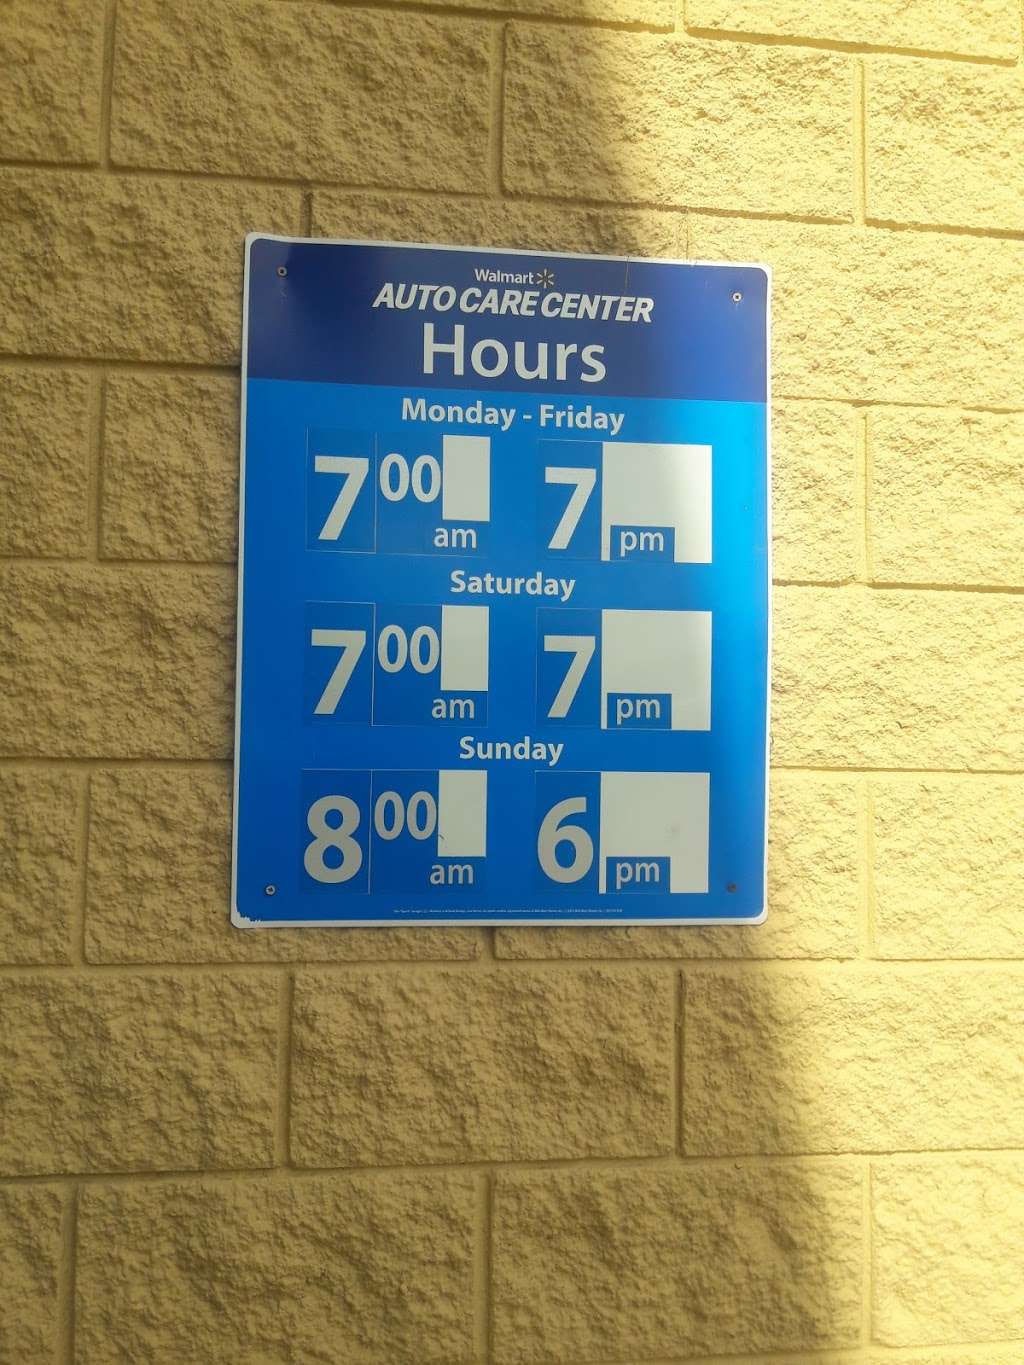 Walmart
AUTO CARE CENTER
Hours
Monday - Friday
7 00 am 7 pm
Saturday
7 00 am 7 pm
Sunday
8 00 am 6 pm